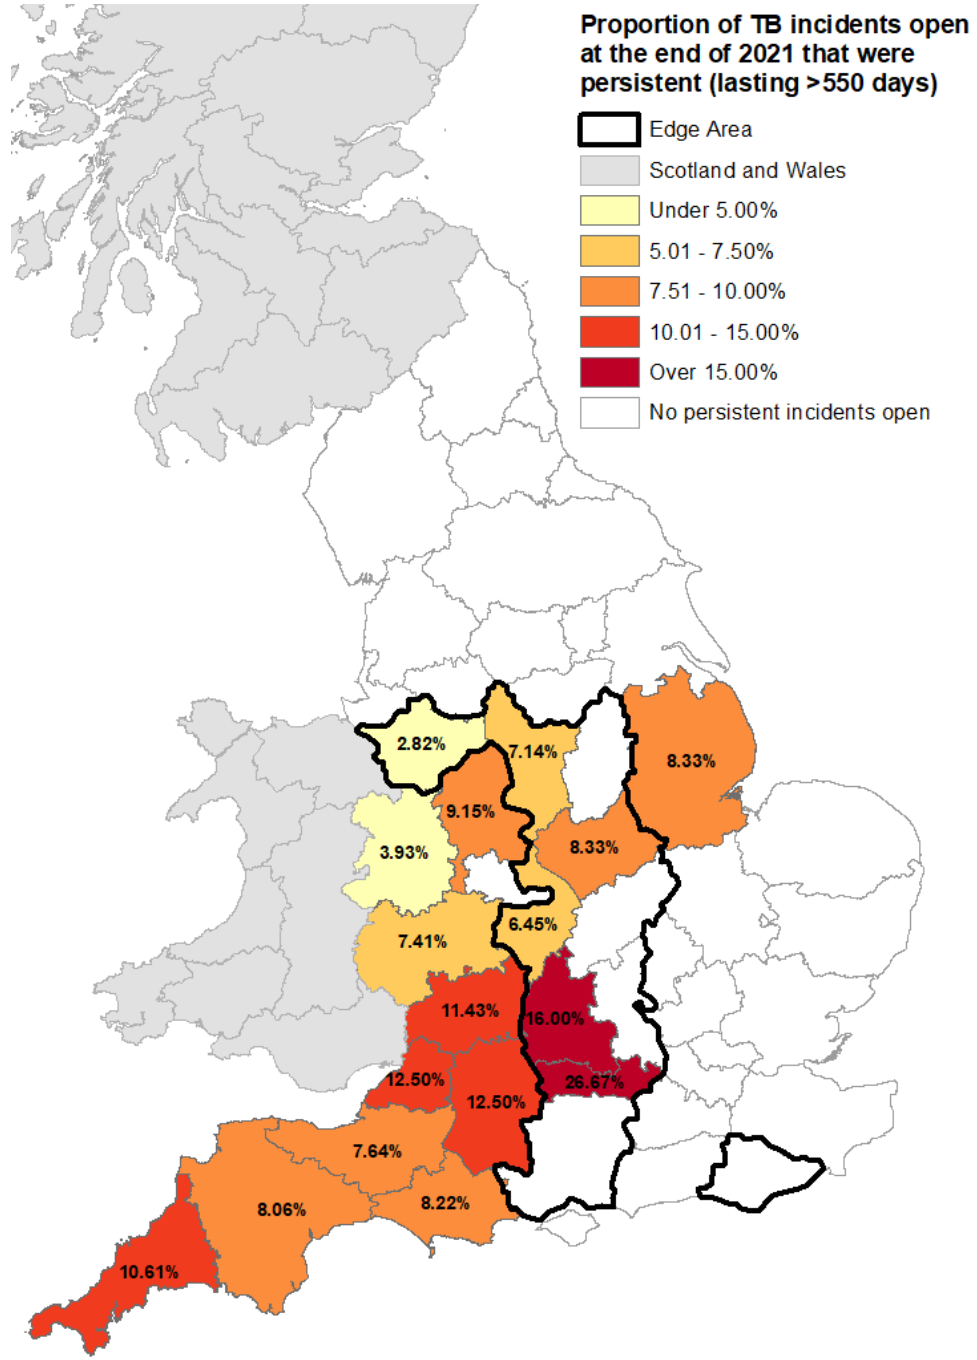 Proportion of TB incidents open
at the end of 2021 that were
persistent (lasting >550 days)
Edge Area
Scotland and Wales
Under 5.00%
5.01 - 7.50%
7.51 - 10.00%
10.01 - 15.00%
Over 15.00%
No persistent incidents open
2.82%
7.14%
8.33%
9.15%
3.93%
8.33%
6.45%
7.41%
11.43%
16.00%
12.50%
26.67%
12.50%
7.64%
8.06%
8.22%
10.61%